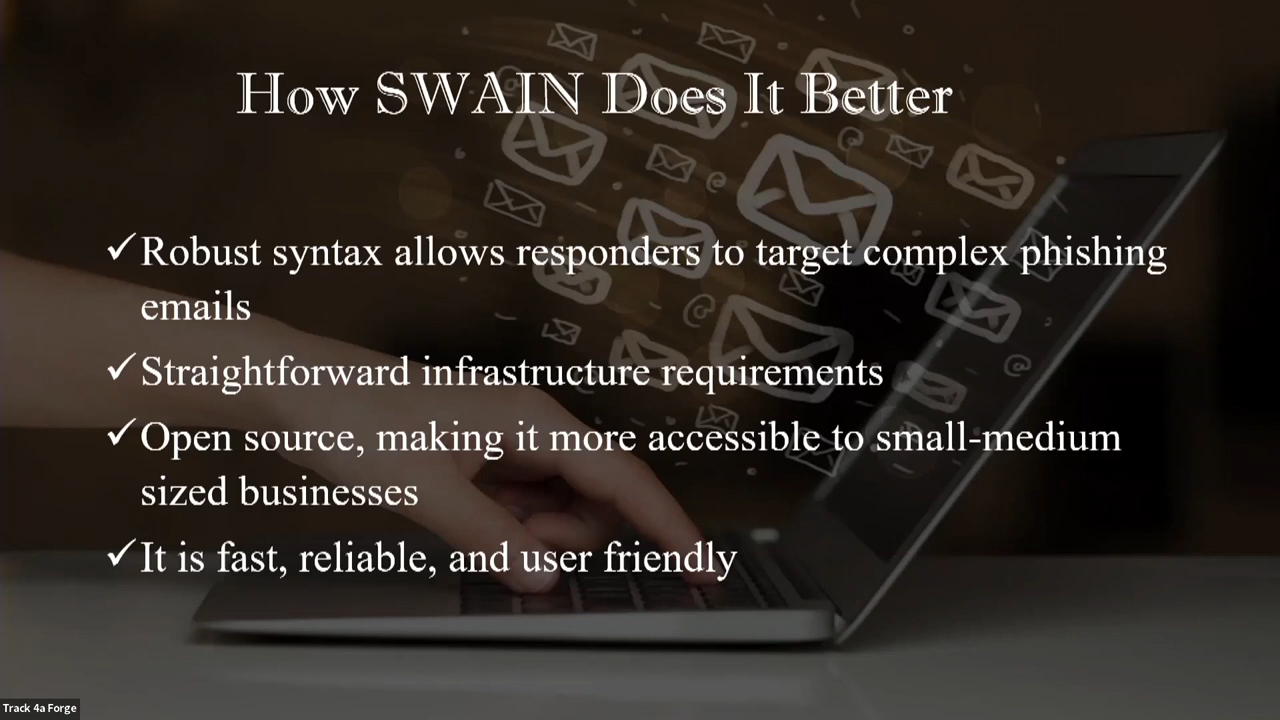 How SWAIN Does It Better
✓Robust syntax allows responders to target complex phishing
emails
✓Straightforward infrastructure requirements
✓Open source, making it more accessible to small-medium
sized businesses
✓It is fast, reliable, and user friendly
Track 4a Forge